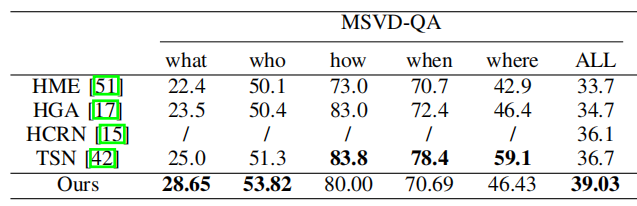 MSVD-QA
what who how when where ALL
HME [51] 22.4 50.1 73.0 70.7 42.9 33.7
HGA [17] 23.5 50.4 83.0 72.4 46.4 34.7
HCRN [15] / / / / / 36.1
TSN [42] 25.0 51.3 83.8 78.4 59.1 36.7
Ours 28.65 53.82 80.00 70.69 46.43 39.03